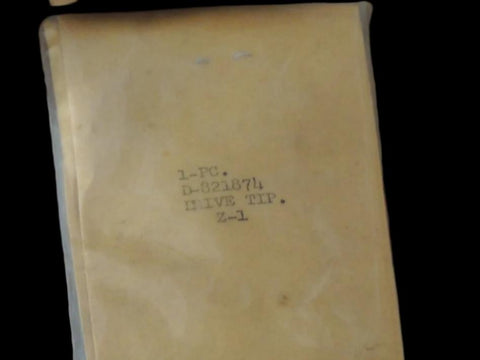 1-PC.
D-821874
DRIVE TIP.
Z-1